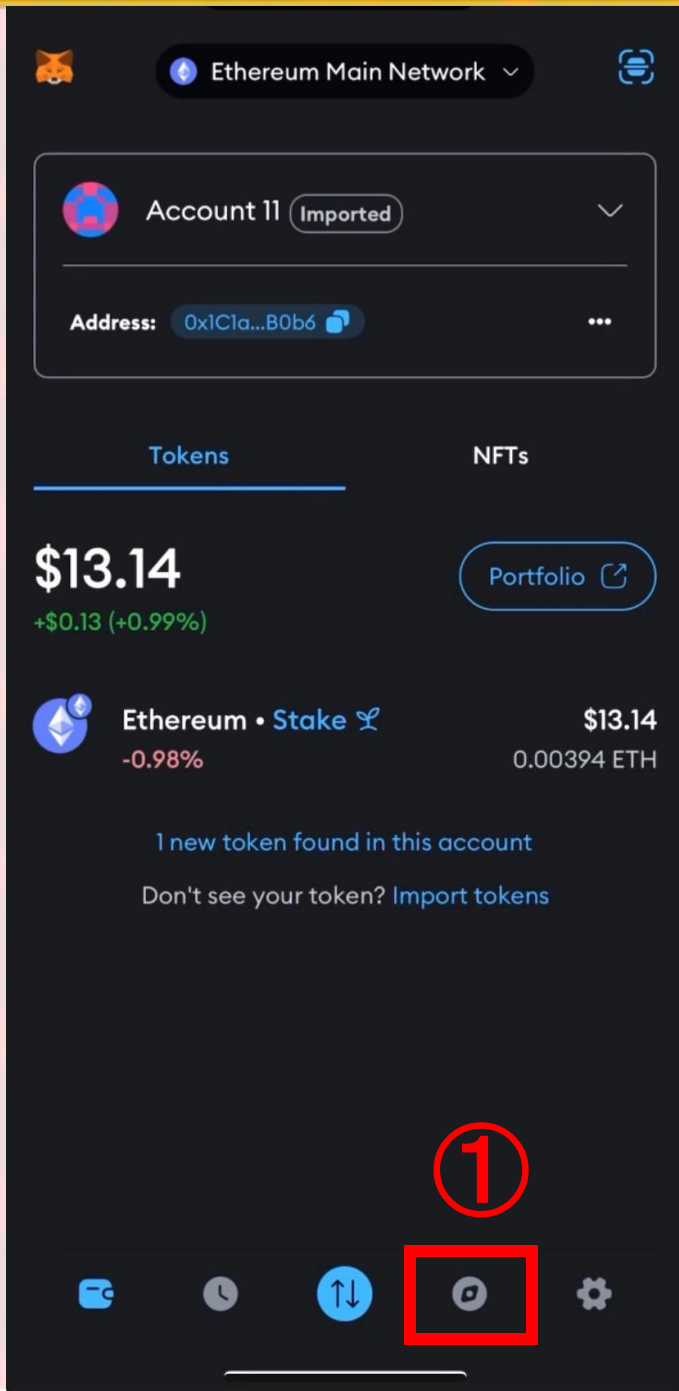 Ethereum Main Network
Account 11 Imported
Address: 0x1C1a...B0b6
Tokens NFTs
$13.14
Portfolio
+$0.13 (+0.99%)
Ethereum • Stake $13.14
-0.98% 0.00394 ETH
1 new token found in this account
Don't see your token? Import tokens
①